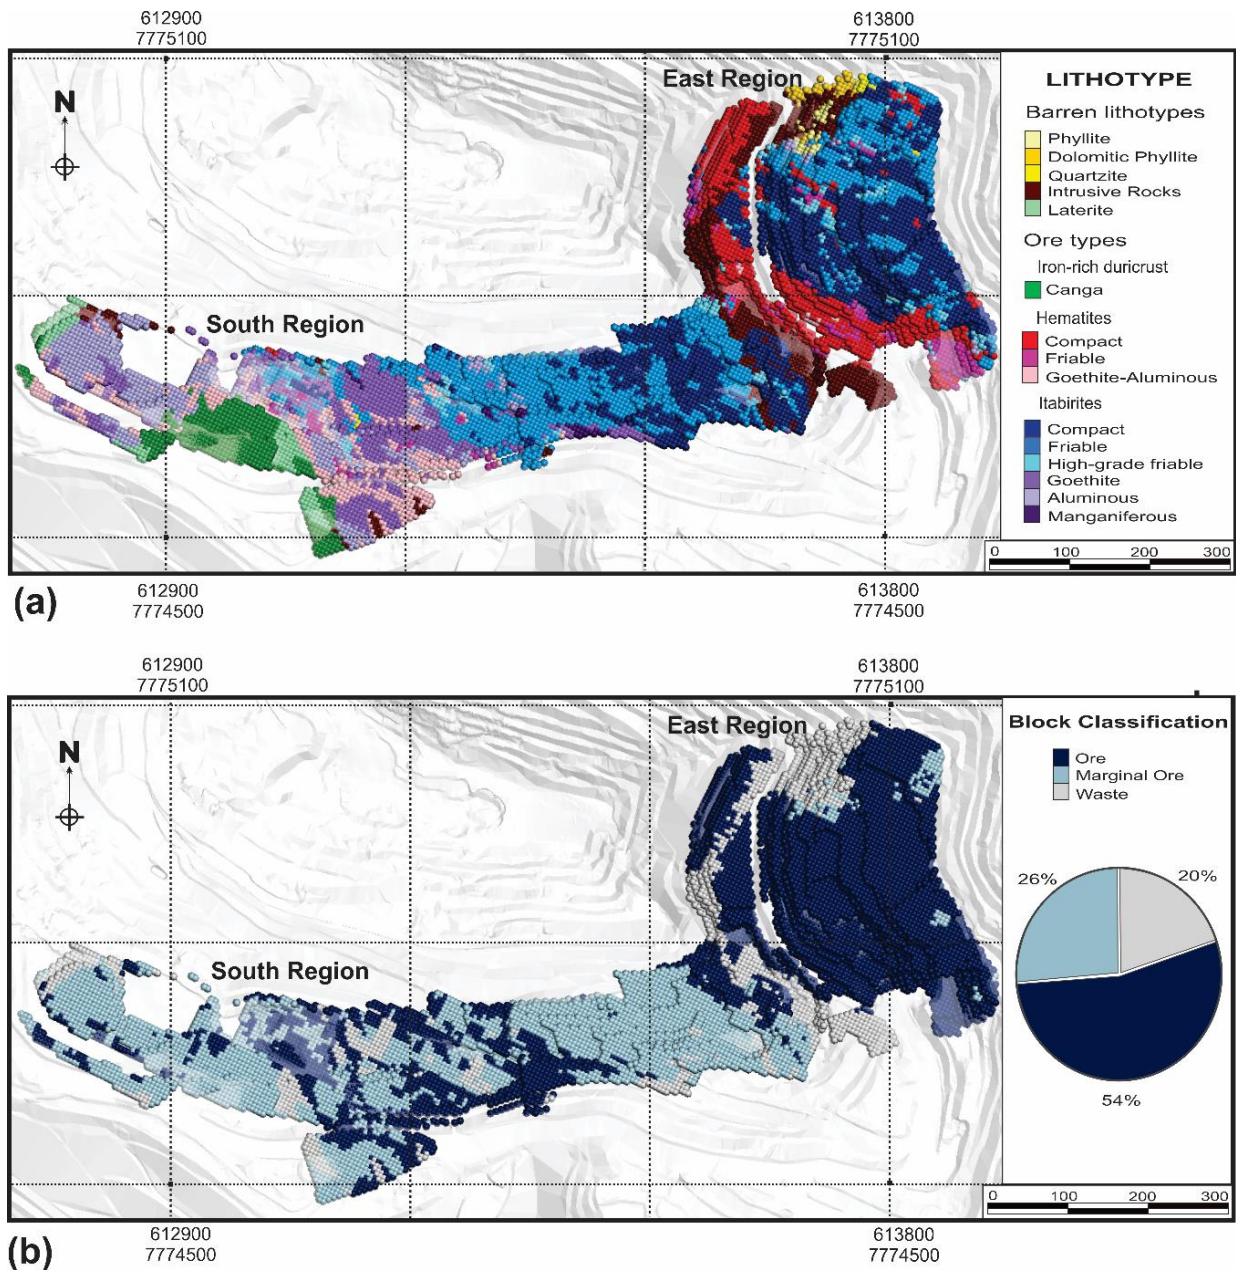 612900
7775100
613800
7775100
East Region
N
South Region
LITHOTYPE
Barren lithotypes
Phyllite
Dolomitic Phyllite
Quartzite
Intrusive Rocks
Laterite
Ore types
Iron-rich duricrust
Canga
Hematites
Compact
Friable
Goethite-Aluminous
Itabirites
Compact
Friable
High-grade friable
Goethite
Aluminous
Manganiferous
0 100 200 300
(a)
612900
7774500
613800
7774500
612900
7775100
613800
7775100
East Region
N
South Region
Block Classification
Ore
Marginal Ore
Waste
26%
20%
54%
0 100 200 300
(b)
612900
7774500
613800
7774500